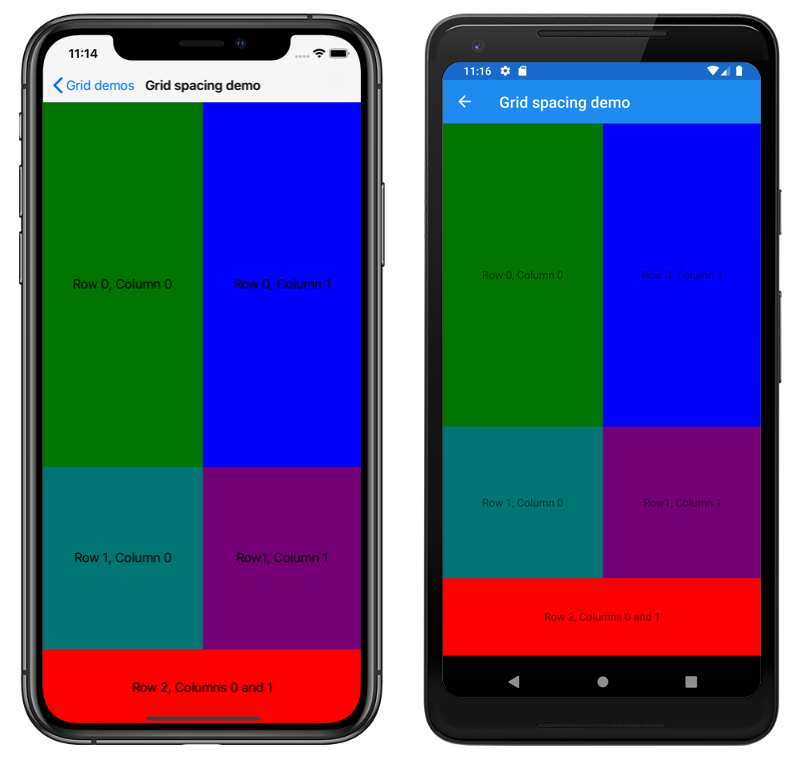 11:14
Grid demos Grid spacing demo
Row 0, Column 0 Row 0, Column 1
Row 1, Column 0 Row1, Column 1
Row 2, Columns 0 and 1
11:16
Grid spacing demo
Row 0, Column 0 Row 0, Column 1
Row 1, Column 0 Row1, Column 1
Row 2, Columns 0 and 1